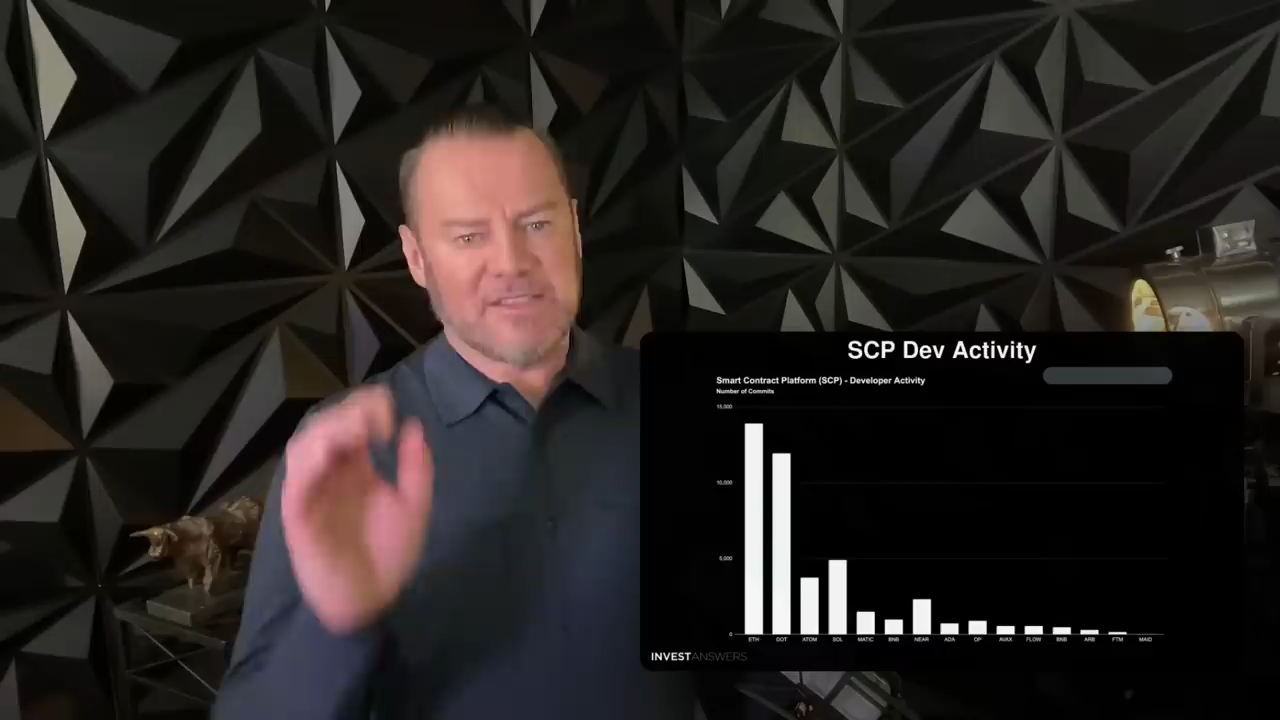 SCP Dev Activity
Smart Contract Platform (SCP) - Developer Activity
Number of Commits
15,000
10,000
5,000
0
ETH DOT ATOM SOL MATIC BNB NEAR ADA OP AVAX FLOW BNB ARB FTM MAID
INVESTANSWERS